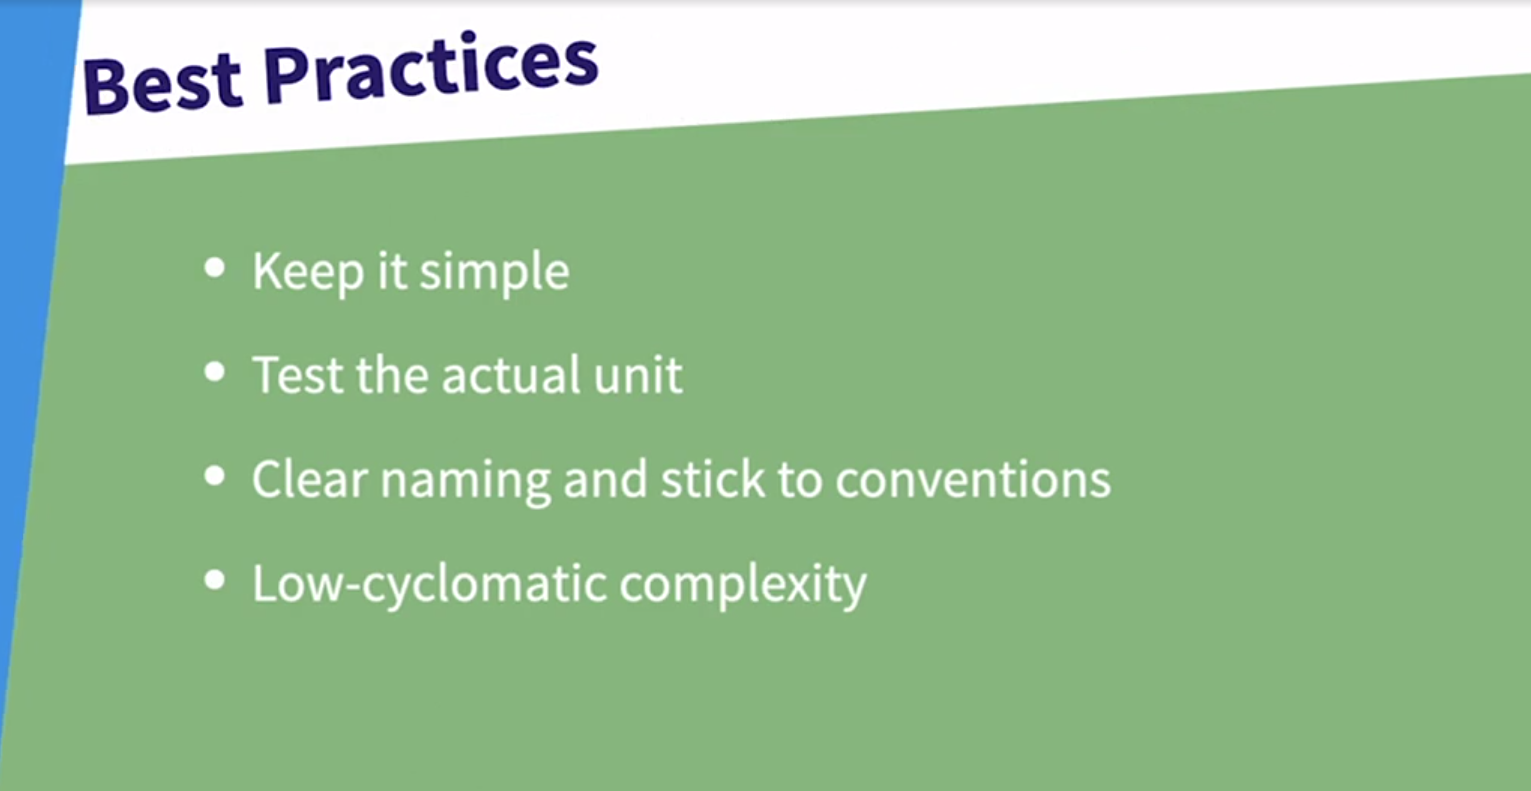 Best Practices
Keep it simple
Test the actual unit
Clear naming and stick to conventions
Low-cyclomatic complexity